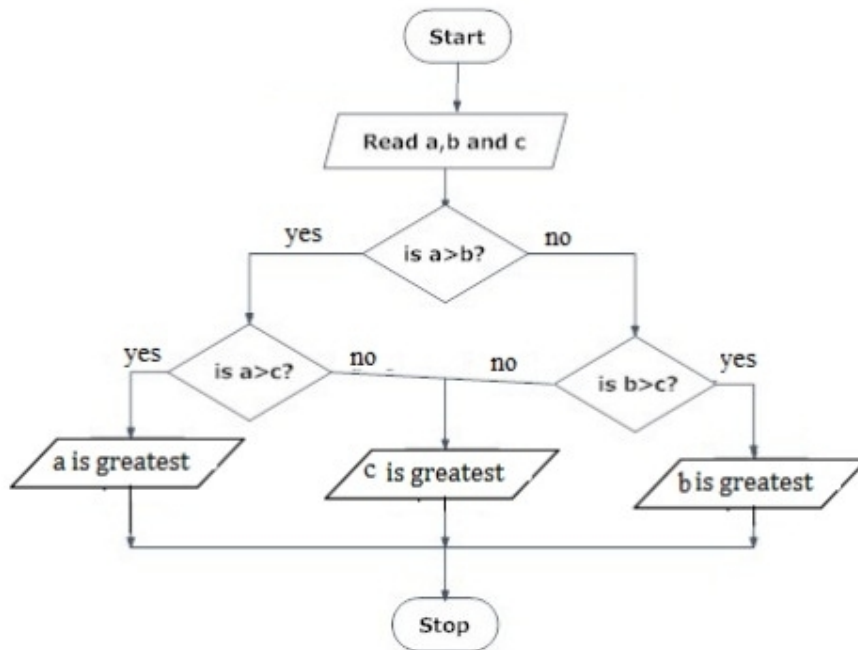 Start
Read a,b and c
is a>b?
yes
no
is a>c?
yes
no
no
is b>c?
yes
a is greatest
c is greatest
b is greatest
Stop